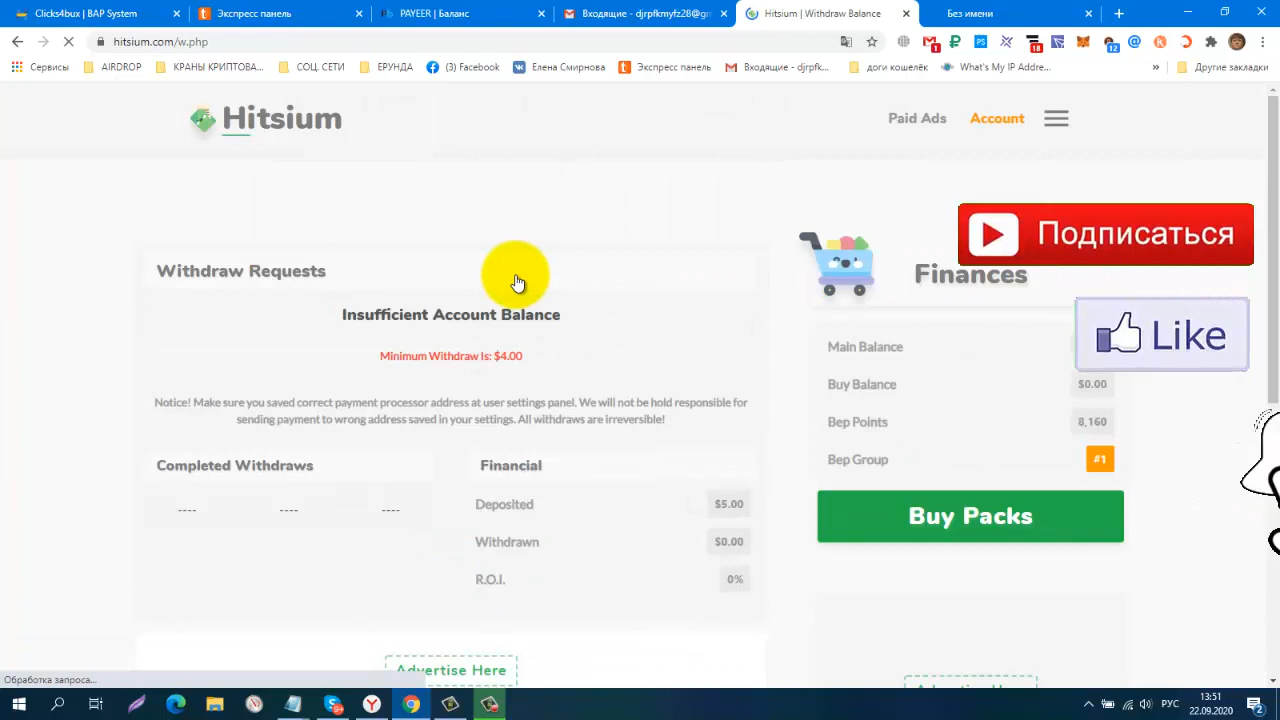 Clicks4bux | BAP System
Экспресс панель
PAYEER | Баланс
Входящие - djrpfkmyfz28@gm
Hitsium | Withdraw Balance
Без имени
hitsium.com/w.php
1
18
12
Сервисы
AIRDROP
КРАНЫ КРИПТОВА...
СОЦ. СЕТИ
ЕРУНДА
(3) Facebook
Елена Смирнова
Экспресс панель
Входящие - djrpfk...
доги кошелёк
What's My IP Addre...
»
Другие закладки
Hitsium
Paid Ads
Account
Подписаться
Withdraw Requests
Finances
Insufficient Account Balance
Minimum Withdraw Is: $4.00
Like
Main Balance
Buy Balance
$0.00
Notice! Make sure you saved correct payment processor address at user settings panel. We will not be hold responsible for
sending payment to wrong address saved in your settings. All withdraws are irreversible!
Bep Points
8,160
Bep Group
#1
Completed Withdraws
Financial
---- ---- ----
Deposited
$5.00
Withdrawn
$0.00
R.O.I.
0%
Buy Packs
Advertise Here
Обработка запроса...
РУС
13:51
22.09.2020
2